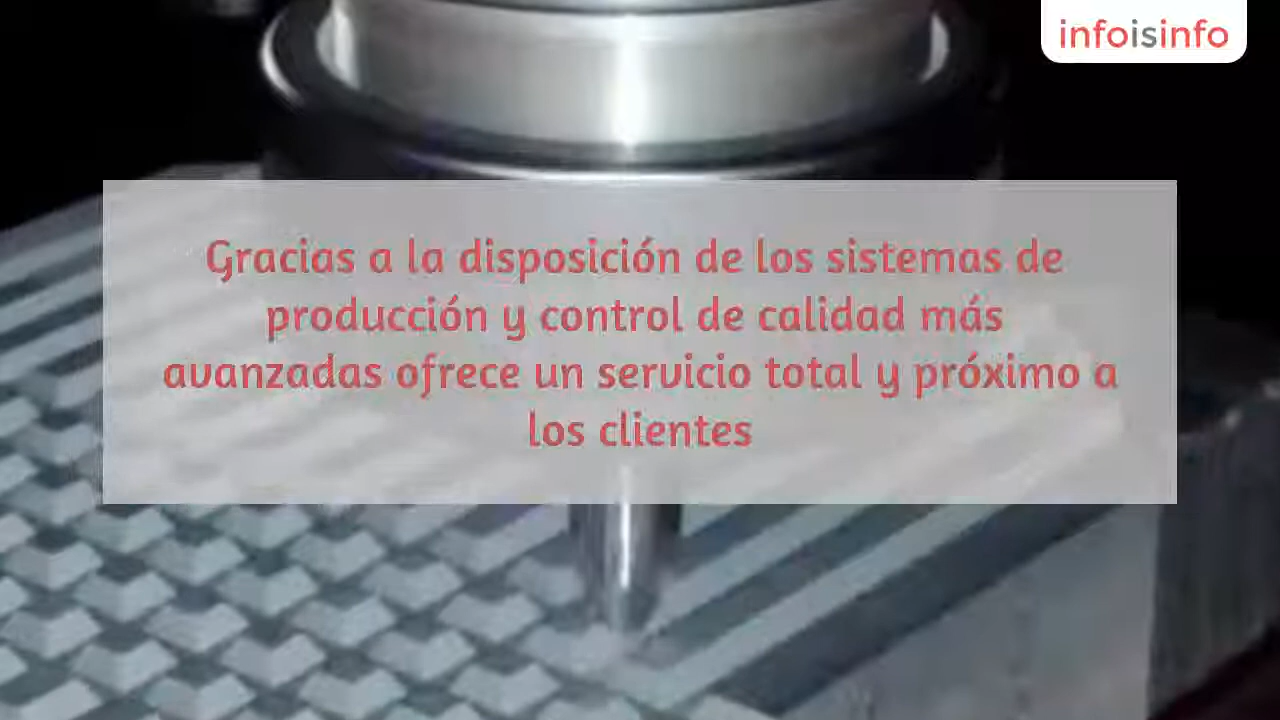 infoisinfo
Gracias a la disposición de los sistemas de
producción y control de calidad más
avanzadas ofrece un servicio total y próximo a
los clientes